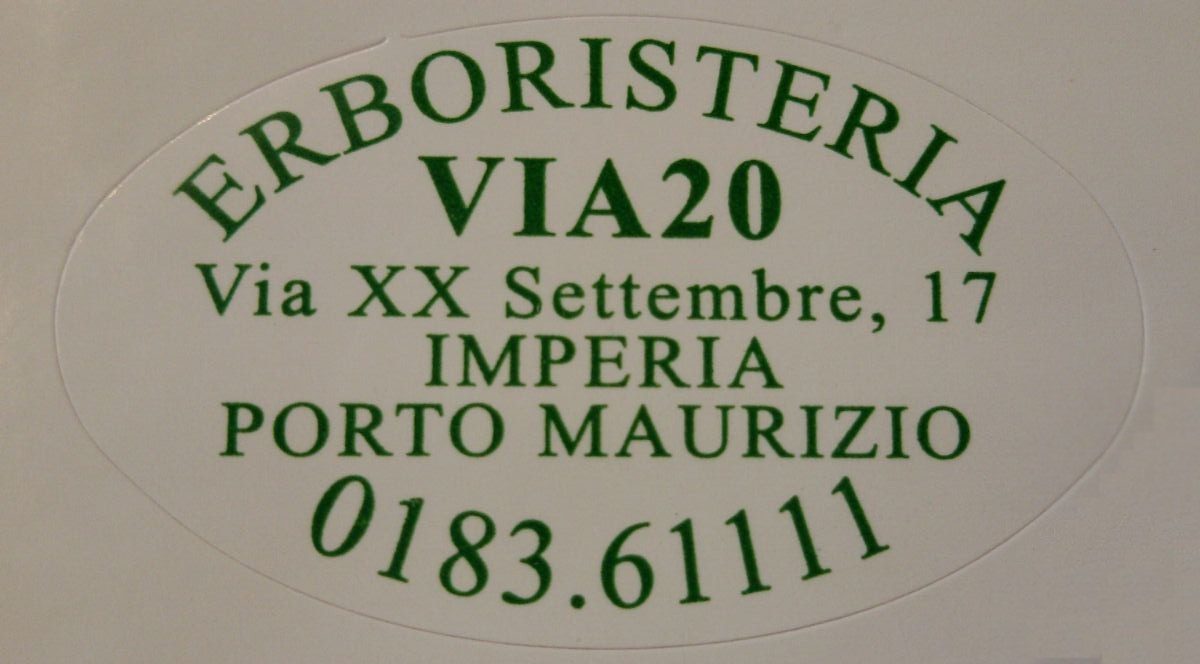 ERBORISTERIA
VIA20
Via XX Settembre, 17
IMPERIA
PORTO MAURIZIO
0183.61111